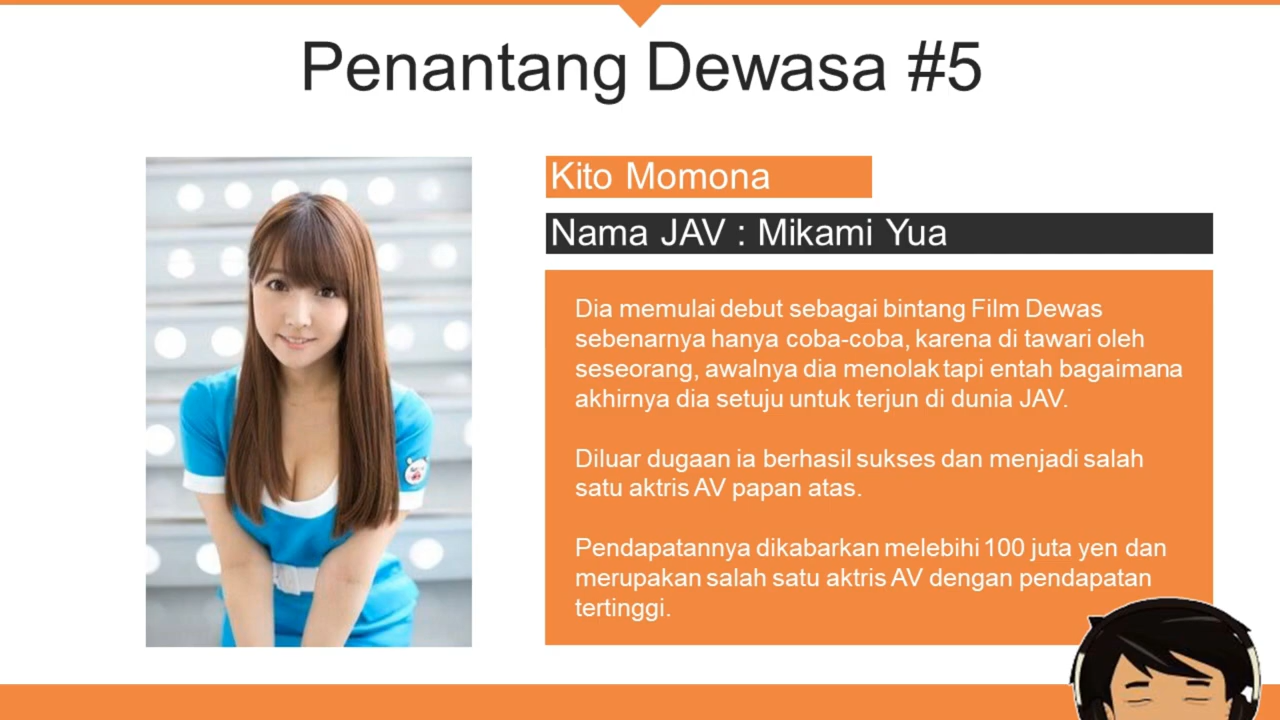 Penantang Dewasa #5
Kito Momona
Nama JAV : Mikami Yua
Dia memulai debut sebagai bintang Film Dewas
sebenarnya hanya coba-coba, karena di tawari oleh
seseorang, awalnya dia menolak tapi entah bagaimana
akhirnya dia setuju untuk terjun di dunia JAV.
Diluar dugaan ia berhasil sukses dan menjadi salah
satu aktris AV papan atas.
Pendapatannya dikabarkan melebihi 100 juta yen dan
merupakan salah satu aktris AV dengan pendapatan
tertinggi.